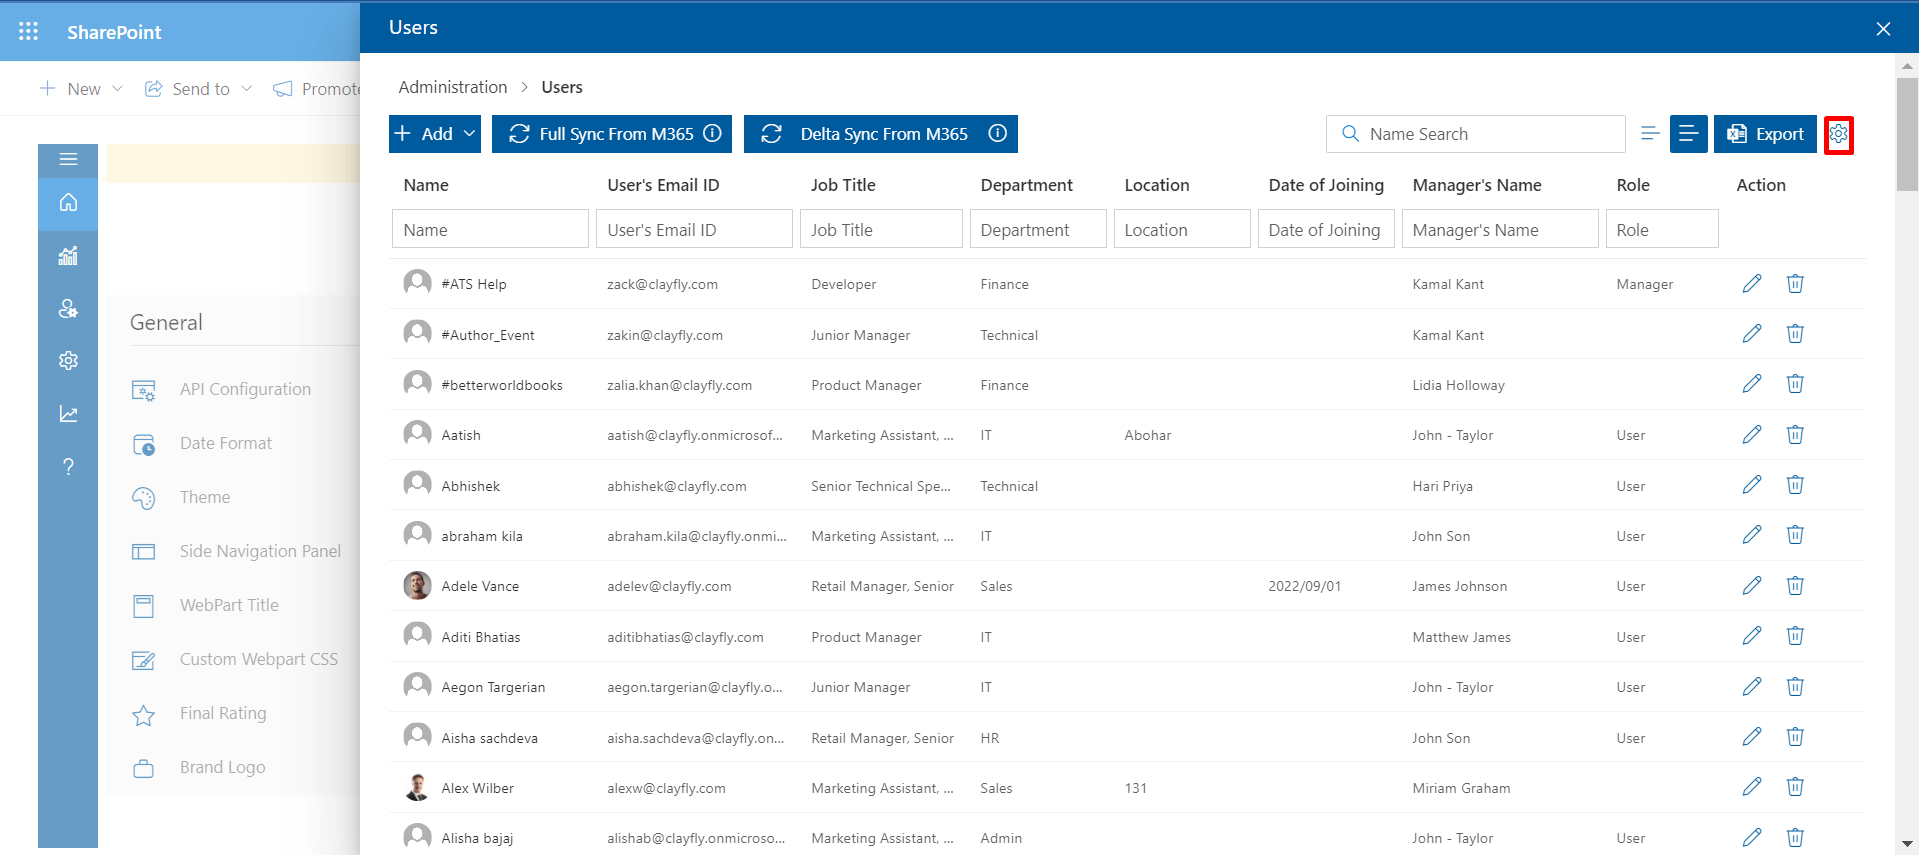 SharePoint
Users
New
Send to
Promote
Administration > Users
Add
Full Sync From M365
Delta Sync From M365
Name Search
Export
Name User's Email ID Job Title Department Location Date of Joining Manager's Name Role Action
Name User's Email ID Job Title Department Location Date of Joining Manager's Name Role
#ATS Help zack@clayfly.com Developer Finance Kamal Kant Manager
#Author_Event zakin@clayfly.com Junior Manager Technical Kamal Kant
#betterworldbooks zalia.khan@clayfly.com Product Manager Finance Lidia Holloway
Aatish aatish@clayfly.onmicrosof... Marketing Assistant, ... IT Abohar John - Taylor User
Abhishek abhishek@clayfly.com Senior Technical Spe... Technical Hari Priya User
abraham kila abraham.kila@clayfly.onmi... Marketing Assistant, ... IT John Son User
Adele Vance adelev@clayfly.com Retail Manager, Senior Sales 2022/09/01 James Johnson User
Aditi Bhatias aditibhatias@clayfly.com Product Manager IT Matthew James User
Aegon Targerian aegon.targerian@clayfly.o... Junior Manager IT John - Taylor User
Aisha sachdeva aisha.sachdeva@clayfly.on... Retail Manager, Senior HR John Son User
Alex Wilber alexw@clayfly.com Marketing Assistant, ... Sales 131 Miriam Graham
Alisha bajaj alishab@clayfly.onmicroso... Marketing Assistant, ... Admin John - Taylor User
General
API Configuration
Date Format
Theme
Side Navigation Panel
WebPart Title
Custom Webpart CSS
Final Rating
Brand Logo